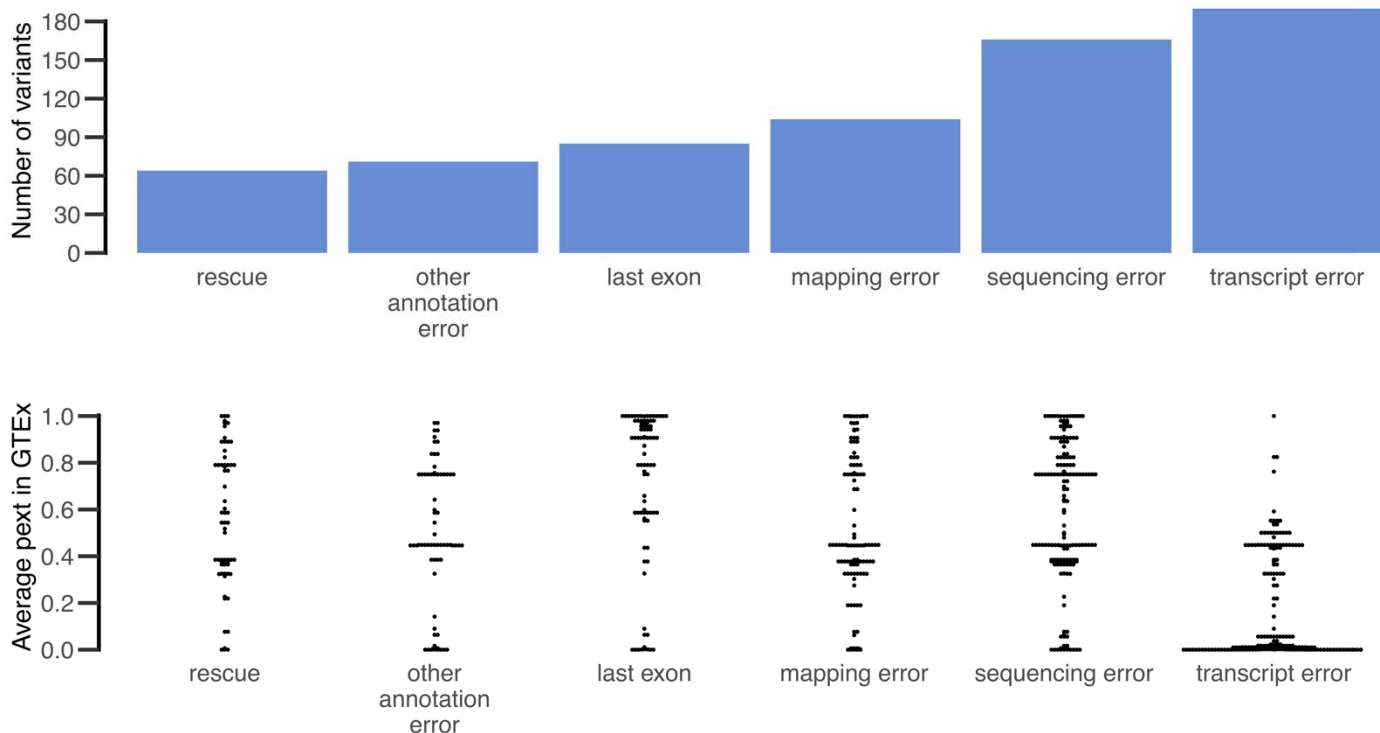 Number of variants
180
150
120
90
60
30
0
rescue
other
annotation
error
last exon
mapping error
sequencing error
transcript error
Average pext in GTEx
1.0
0.8
0.6
0.4
0.2
0.0
rescue
other
annotation
error
last exon
mapping error
sequencing error
transcript error